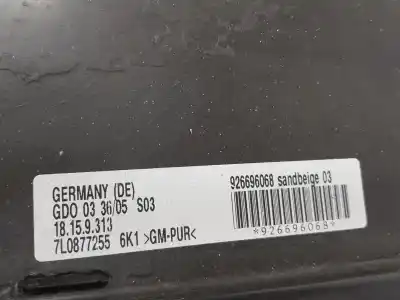 GERMANY (DE)
GDO 03 36/05 S03
18.15.9.313
7L0877255 6K1 >GM-PUR<
926696068 sandbeige 03
*926696068*